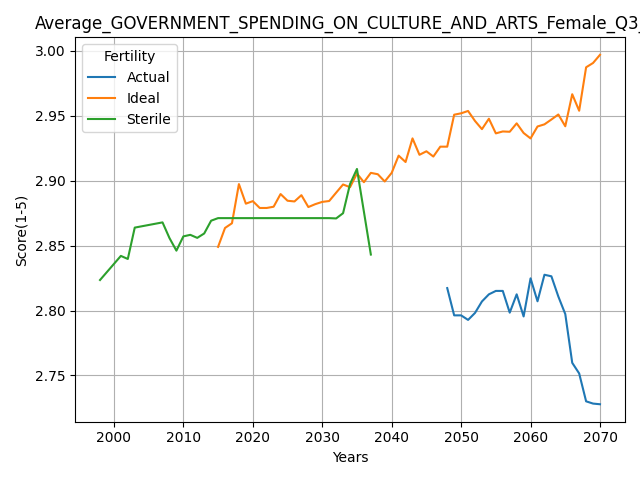 Average_GOVERNMENT_SPENDING_ON_CULTURE_AND_ARTS_Female_Q3_
Fertility
Actual
Ideal
Sterile
3.00
2.95
2.90
2.85
2.80
2.75
Score(1-5)
2000 2010 2020 2030 2040 2050 2060 2070
Years